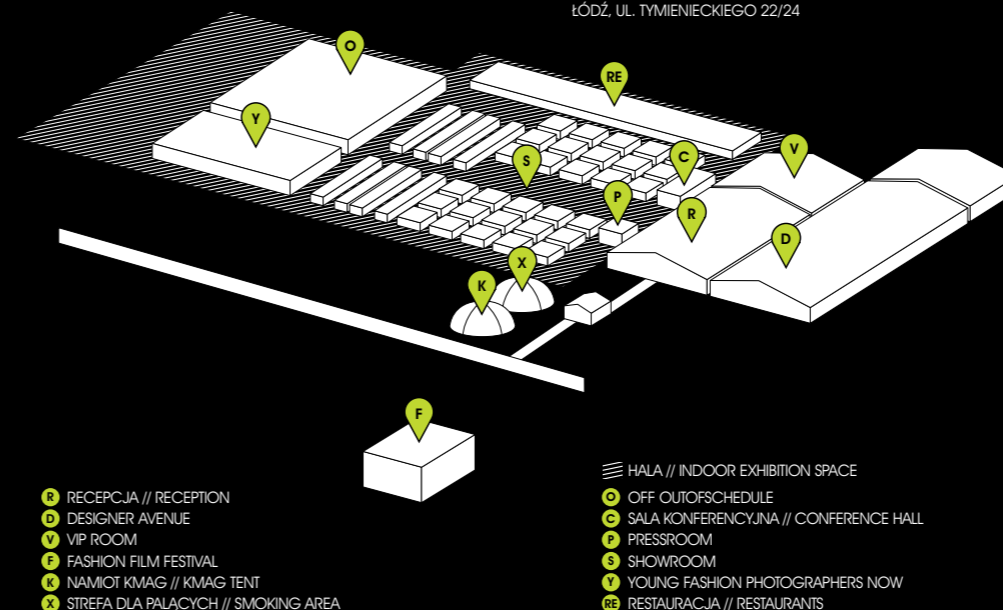 ŁÓDŹ, UL. TYMIENIECKIEGO 22/24
O
RE
Y
V
S
C
P
R
D
X
K
F
R RECEPCJA // RECEPTION
D DESIGNER AVENUE
V VIP ROOM
F FASHION FILM FESTIVAL
K NAMIOT KMAG // KMAG TENT
X STREFA DLA PALĄCYCH // SMOKING AREA
HALA // INDOOR EXHIBITION SPACE
O OFF OUTOFSCHEDULE
C SALA KONFERENCYJNA // CONFERENCE HALL
P PRESSROOM
S SHOWROOM
Y YOUNG FASHION PHOTOGRAPHERS NOW
RE RESTAURACJA // RESTAURANTS